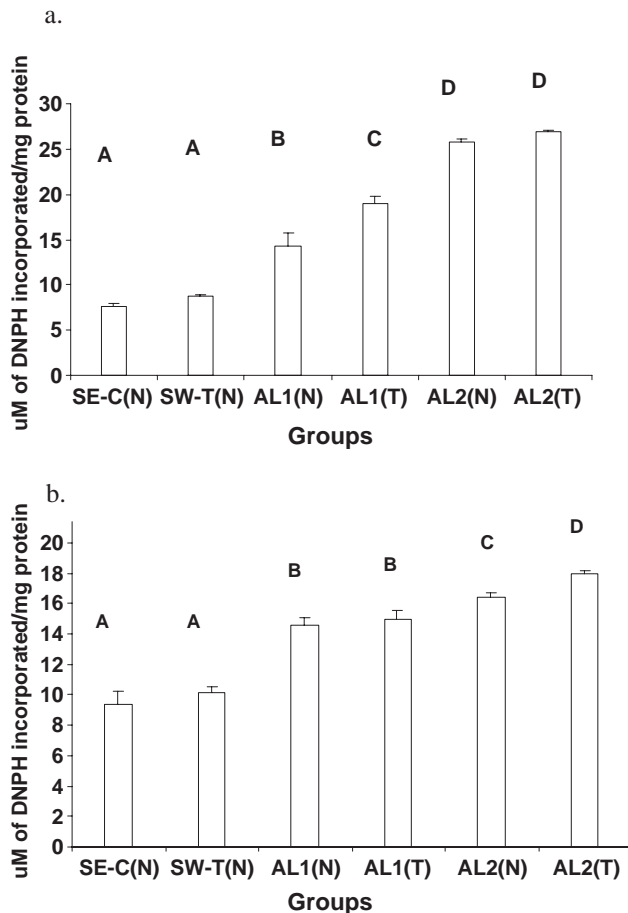 a.
uM of DNPH incorporated/mg protein
30
25
20
15
10
5
0
A A B C D D
SE-C(N) SW-T(N) AL1(N) AL1(T) AL2(N) AL2(T)
Groups
b.
uM of DNPH incorporated/mg protein
20
18
16
14
12
10
8
6
4
2
0
A A B B C D
SE-C(N) SW-T(N) AL1(N) AL1(T) AL2(N) AL2(T)
Groups